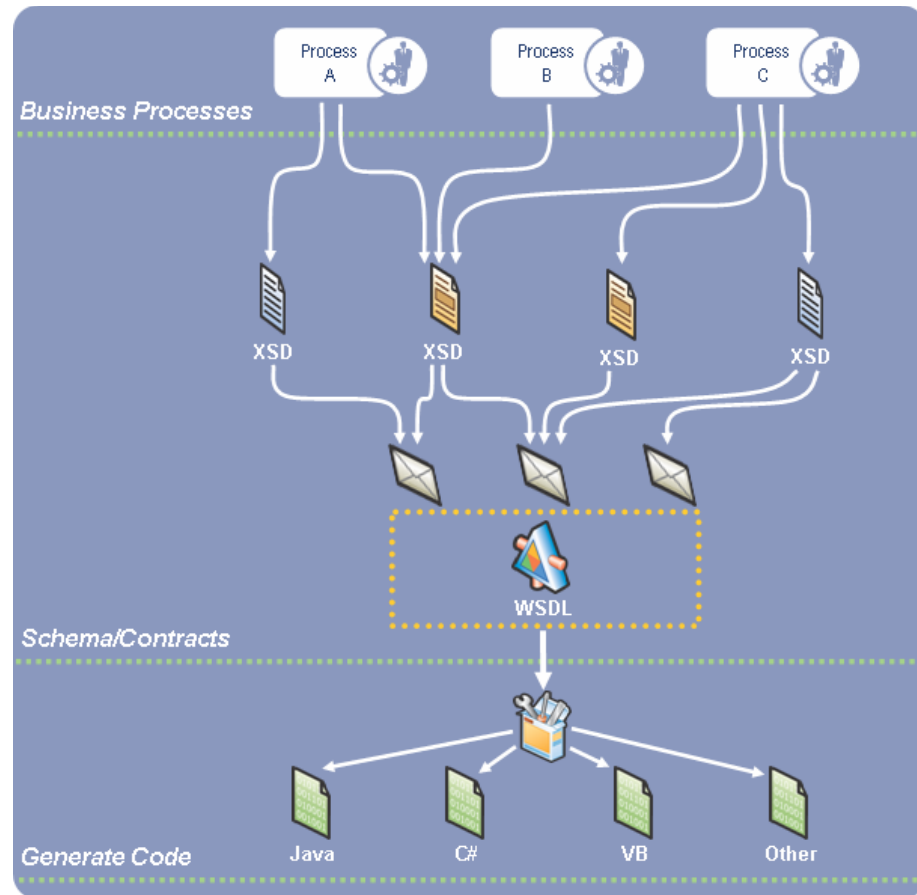 Process
A
Process
B
Process
C
Business Processes
XSD
XSD
XSD
XSD
WSDL
Schema/Contracts
Java
C#
VB
Other
Generate Code